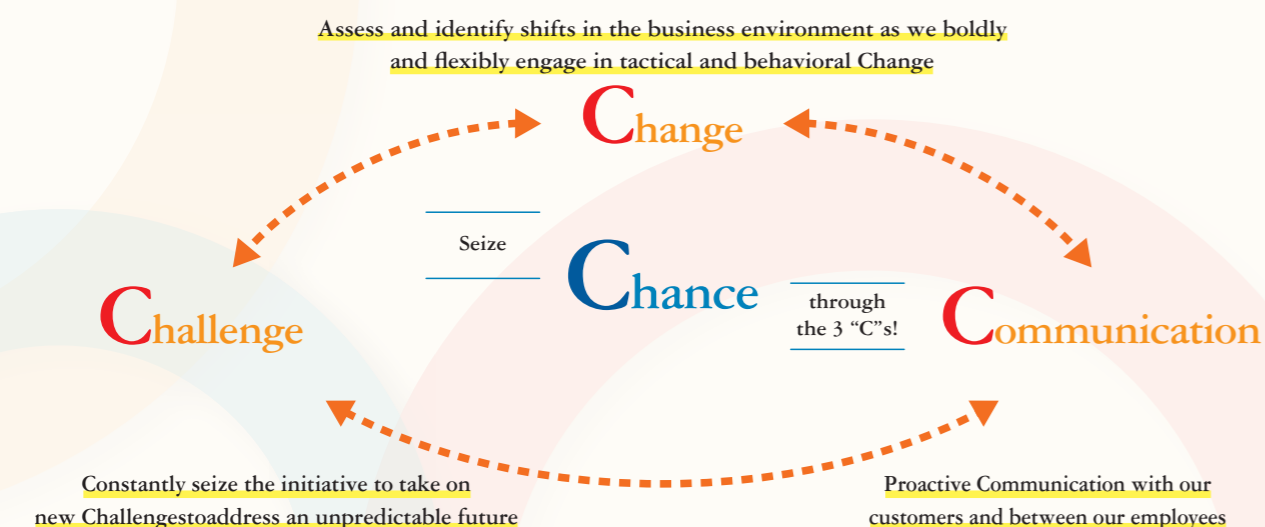 Assess and identify shifts in the business environment as we boldly
and flexibly engage in tactical and behavioral Change
Change
Seize
Chance
through
the 3 “C”s!
Challenge
Communication
Constantly seize the initiative to take on
new Challengestoaddress an unpredictable future
Proactive Communication with our
customers and between our employees